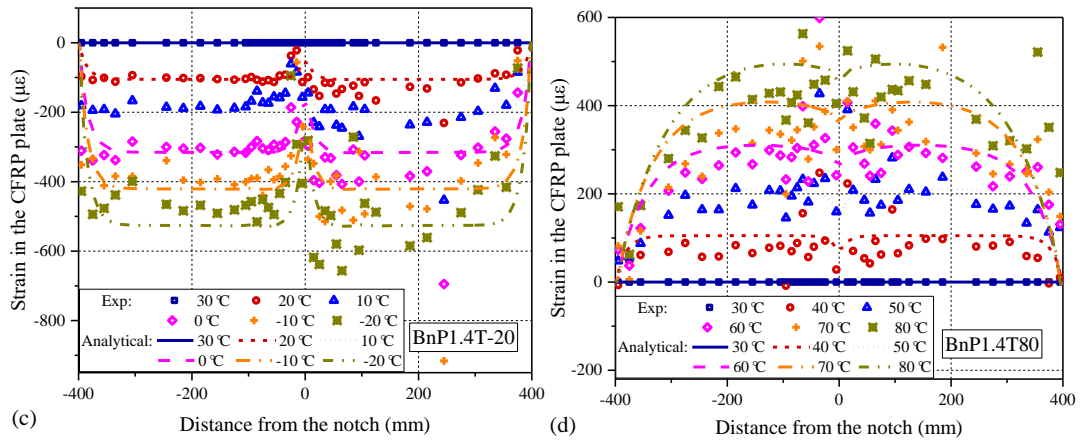 0
-200
-400
-600
-800
-400 -200 0 200 400
Strain in the CFRP plate (με)
Distance from the notch (mm)
Exp: 30 ℃ 20 ℃ 10 ℃
0 ℃ -10 ℃ -20 ℃
Analytical: 30 ℃ 20 ℃ 10 ℃
0 ℃ -10 ℃ -20 ℃
BnP1.4T-20
(c)
600
400
200
0
-200
-400 -200 0 200 400
Strain in the CFRP plate (με)
Distance from the notch (mm)
Exp: 30 ℃ 40 ℃ 50 ℃
60 ℃ 70 ℃ 80 ℃
Analytical: 30 ℃ 40 ℃ 50 ℃
60 ℃ 70 ℃ 80 ℃
BnP1.4T80
(d)